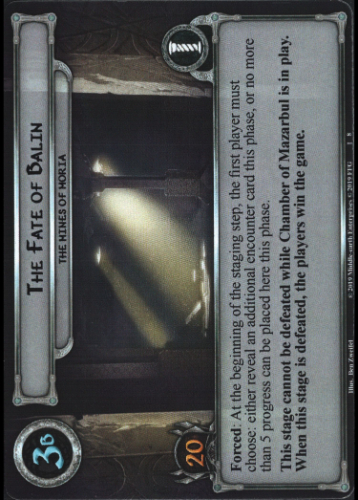 3B
THE FATE OF BALIN
THE MINES OF MORIA
20
Forced: At the beginning of the staging step, the first player must
choose: either reveal an additional encounter card this phase, or no more
than 5 progress can be placed here this phase.
This stage cannot be defeated while Chamber of Mazarbul is in play.
When this stage is defeated, the players win the game.
Illus. Ben Zweifel
© 2019 Middle-earth Enterprises © 2019 FFG